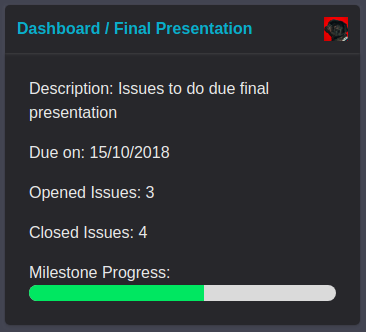 Dashboard / Final Presentation
Description: Issues to do due final
presentation
Due on: 15/10/2018
Opened Issues: 3
Closed Issues: 4
Milestone Progress: